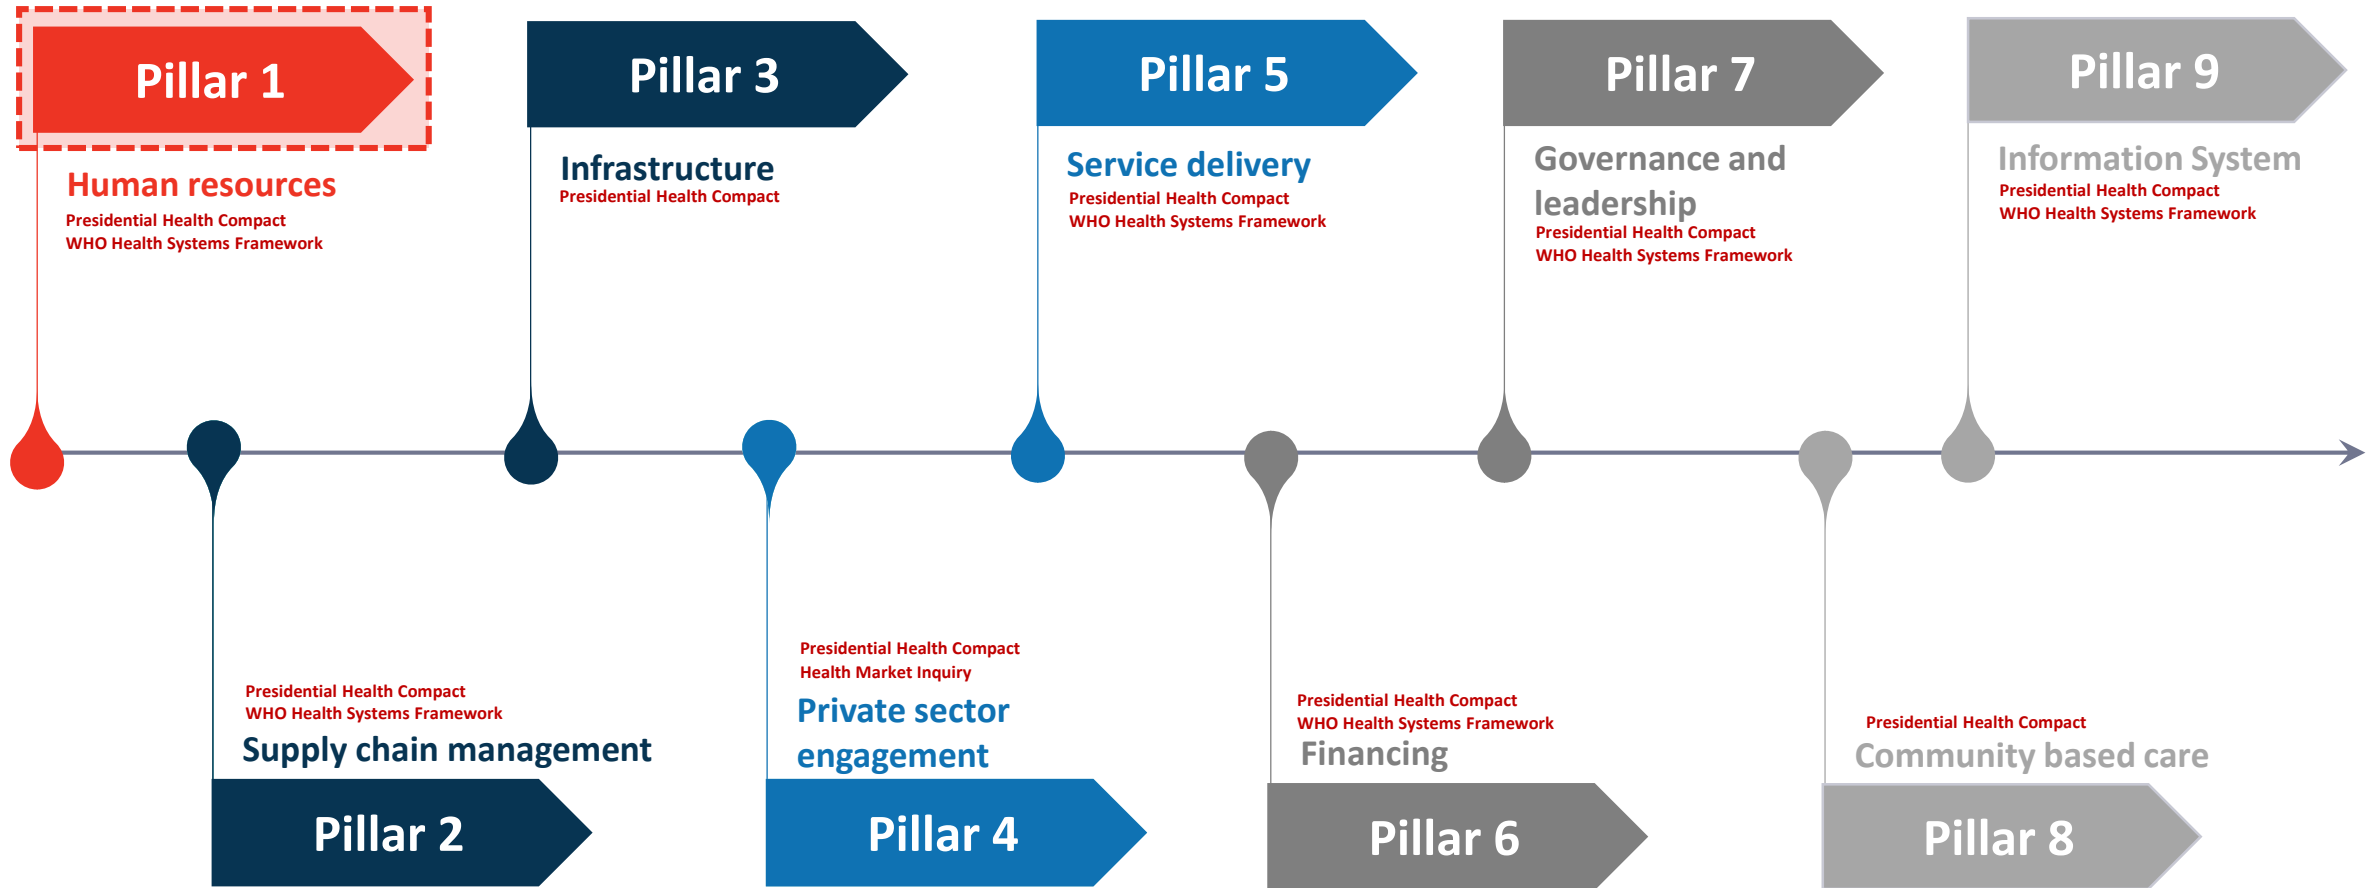 Pillar 1
Human resources
Presidential Health Compact
WHO Health Systems Framework
Pillar 3
Infrastructure
Presidential Health Compact
Pillar 5
Service delivery
Presidential Health Compact
WHO Health Systems Framework
Pillar 7
Governance and
leadership
Presidential Health Compact
WHO Health Systems Framework
Pillar 9
Information System
Presidential Health Compact
WHO Health Systems Framework
Presidential Health Compact
WHO Health Systems Framework
Supply chain management
Pillar 2
Presidential Health Compact
Health Market Inquiry
Private sector
engagement
Pillar 4
Presidential Health Compact
WHO Health Systems Framework
Financing
Pillar 6
Presidential Health Compact
Community based care
Pillar 8